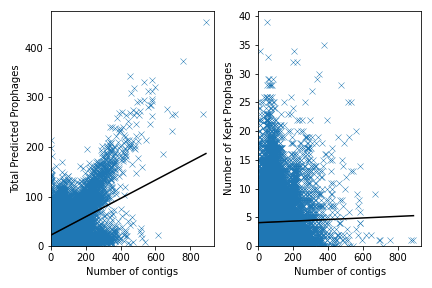 Total Predicted Prophages
400
300
200
100
0
0 200 400 600 800
Number of contigs
Number of Kept Prophages
40
35
30
25
20
15
10
5
0
0 200 400 600 800
Number of contigs